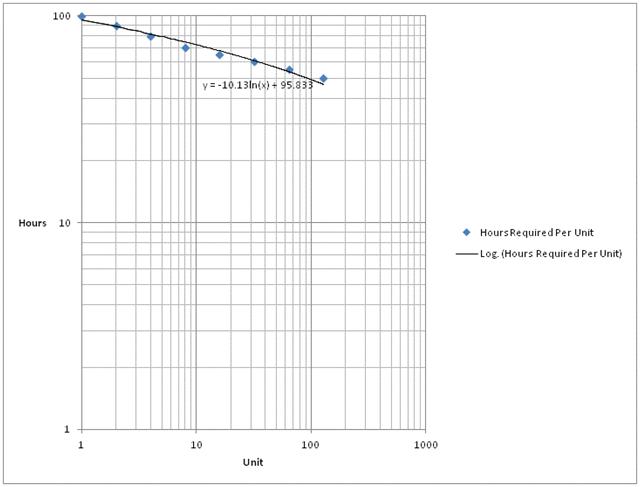 100
y = -10.13ln(x) + 95.833
Hours
10
Hours Required Per Unit
Log. (Hours Required Per Unit)
1
1 10 100 1000
Unit